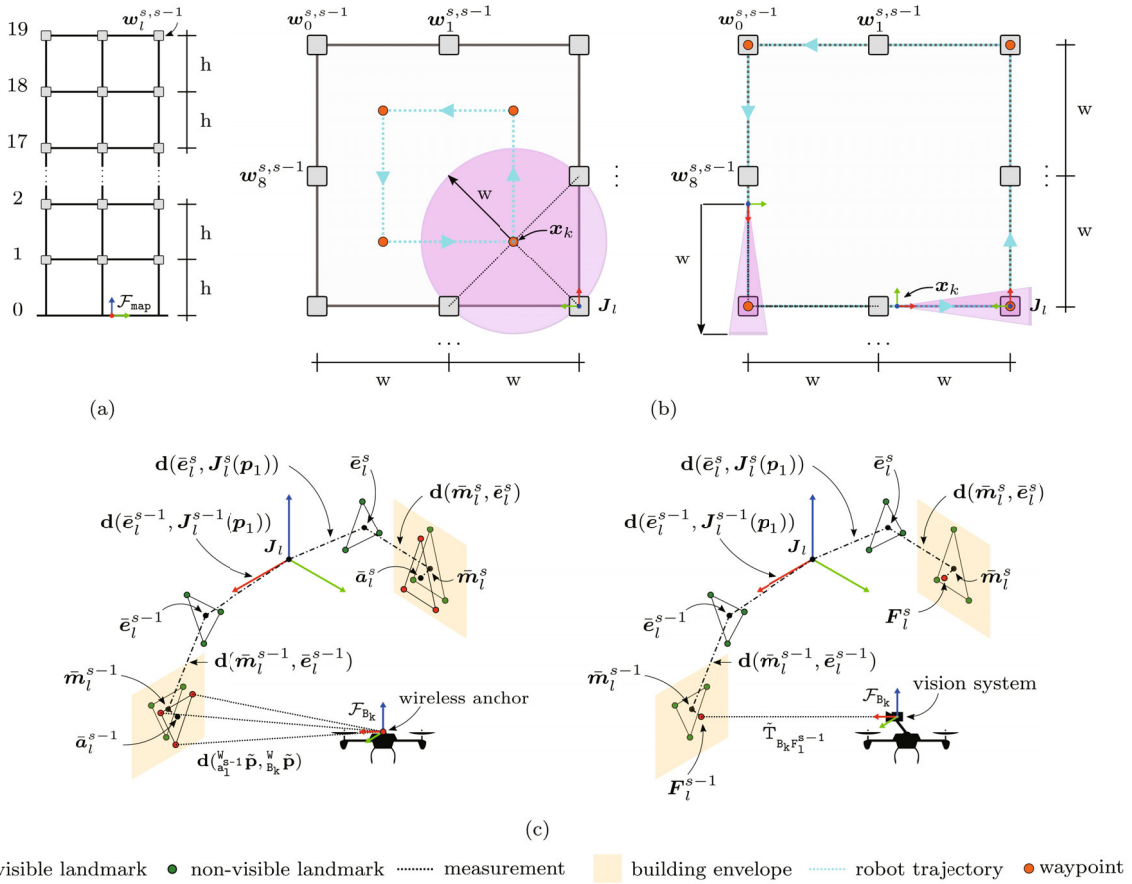 19
18
17
2
1
0
w_l^{s,s-1}
h
h
h
h
F_map
(a)
w_0^{s,s-1}
w_1^{s,s-1}
w_8^{s,s-1}
w
x_k
J_l
⋮
...
w
w
w_0^{s,s-1}
w_1^{s,s-1}
w_8^{s,s-1}
w
x_k
J_l
⋮
...
w
w
w
w
(b)
d(ē_l^s, J_l^s(p_1))
ē_l^s
d(m̄_l^s, ē_l^s)
d(ē_l^{s-1}, J_l^{s-1}(p_1))
J_l
ā_l^s
m̄_l^s
ē_l^{s-1}
d(m̄_l^{s-1}, ē_l^{s-1})
m̄_l^{s-1}
ā_l^{s-1}
F_{B_k}
wireless anchor
d(^W_{a_l^{s-1}} p̃, ^W_{B_k} p̃)
d(ē_l^s, J_l^s(p_1))
ē_l^s
d(m̄_l^s, ē_l^s)
d(ē_l^{s-1}, J_l^{s-1}(p_1))
J_l
m̄_l^s
F_l^s
ē_l^{s-1}
d(m̄_l^{s-1}, ē_l^{s-1})
m̄_l^{s-1}
F_{B_k}
vision system
T̃_{B_k F_l^{s-1}}
F_l^{s-1}
(c)
visible landmark non-visible landmark measurement building envelope robot trajectory waypoint